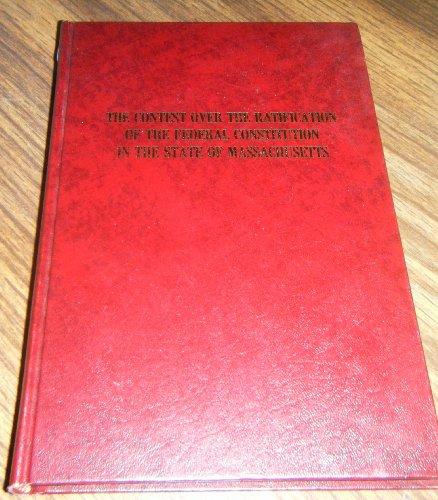 THE CONTEST OVER THE RATIFICATION
OF THE FEDERAL CONSTITUTION
IN THE STATE OF MASSACHUSETTS